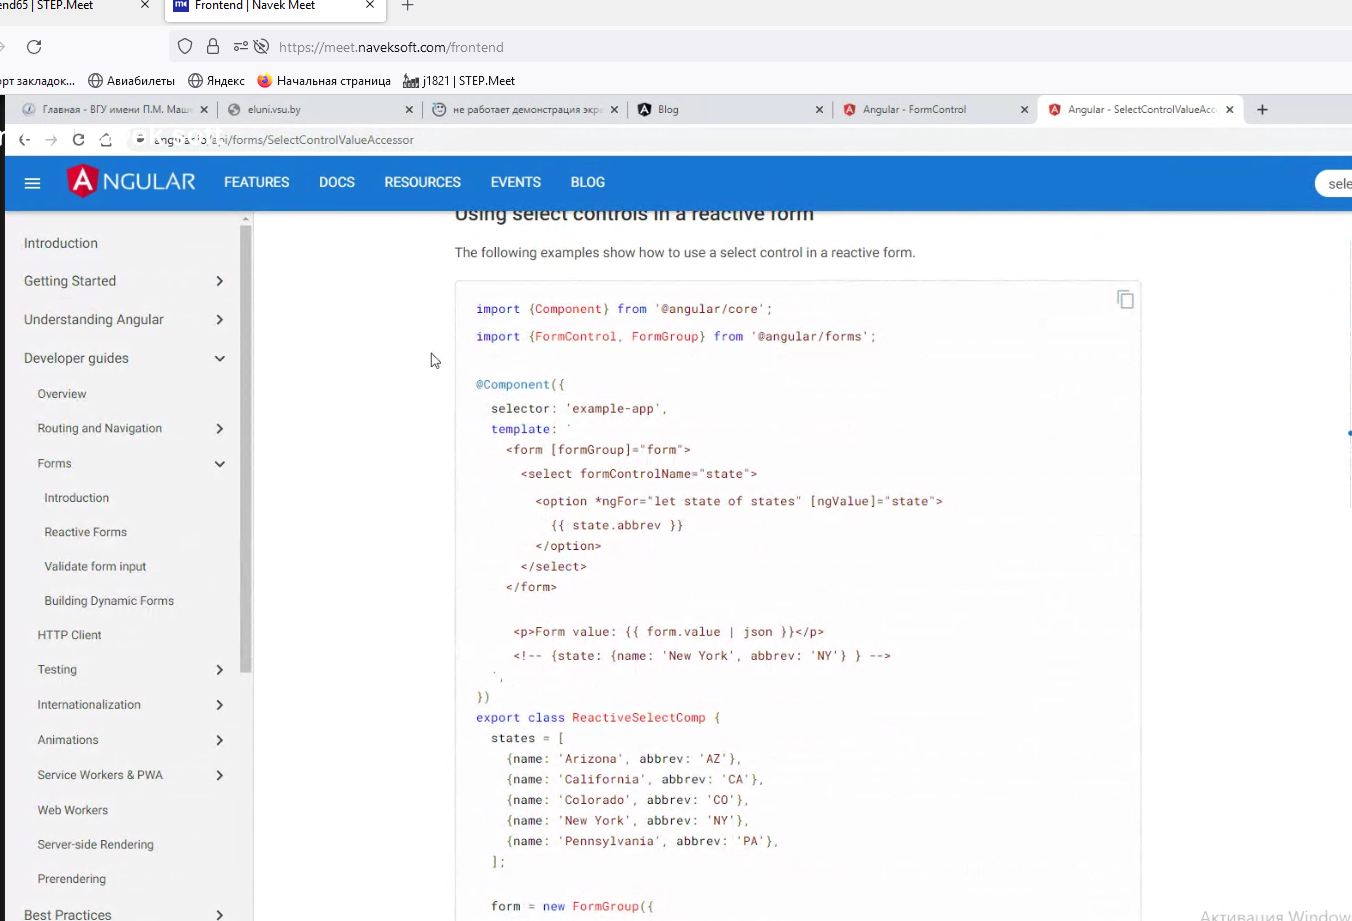 end65 | STEP.Meet
Frontend | Navek Meet
https://meet.naveksoft.com/frontend
орт закладок...
Авиабилеты
Яндекс
Начальная страница
j1821 | STEP.Meet
Главная - ВГУ имени П.М. Маш
eluni.vsu.by
не работает демонстрация экра
Blog
Angular - FormControl
Angular - SelectControlValueAcce
angular.io/api/forms/SelectControlValueAccessor
ANGULAR
FEATURES
DOCS
RESOURCES
EVENTS
BLOG
sele
Introduction
Getting Started
Understanding Angular
Developer guides
Overview
Routing and Navigation
Forms
Introduction
Reactive Forms
Validate form input
Building Dynamic Forms
HTTP Client
Testing
Internationalization
Animations
Service Workers & PWA
Web Workers
Server-side Rendering
Prerendering
Best Practices
Using select controls in a reactive form
The following examples show how to use a select control in a reactive form.
import {Component} from '@angular/core';
import {FormControl, FormGroup} from '@angular/forms';
@Component({
selector: 'example-app',
template: `
<form [formGroup]="form">
<select formControlName="state">
<option *ngFor="let state of states" [ngValue]="state">
{{ state.abbrev }}
</option>
</select>
</form>
<p>Form value: {{ form.value | json }}</p>
<!-- {state: {name: 'New York', abbrev: 'NY'} } -->
`,
})
export class ReactiveSelectComp {
states = [
{name: 'Arizona', abbrev: 'AZ'},
{name: 'California', abbrev: 'CA'},
{name: 'Colorado', abbrev: 'CO'},
{name: 'New York', abbrev: 'NY'},
{name: 'Pennsylvania', abbrev: 'PA'},
];
form = new FormGroup({
Активация Window